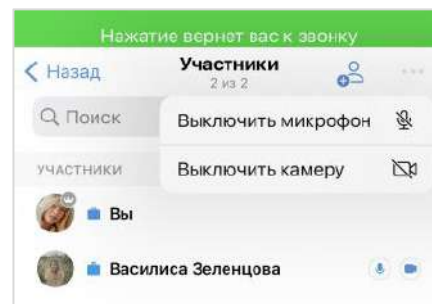 Нажатие вернет вас к звонку
Назад
Участники
2 из 2
Поиск
Выключить микрофон
Выключить камеру
УЧАСТНИКИ
Вы
Василиса Зеленцова